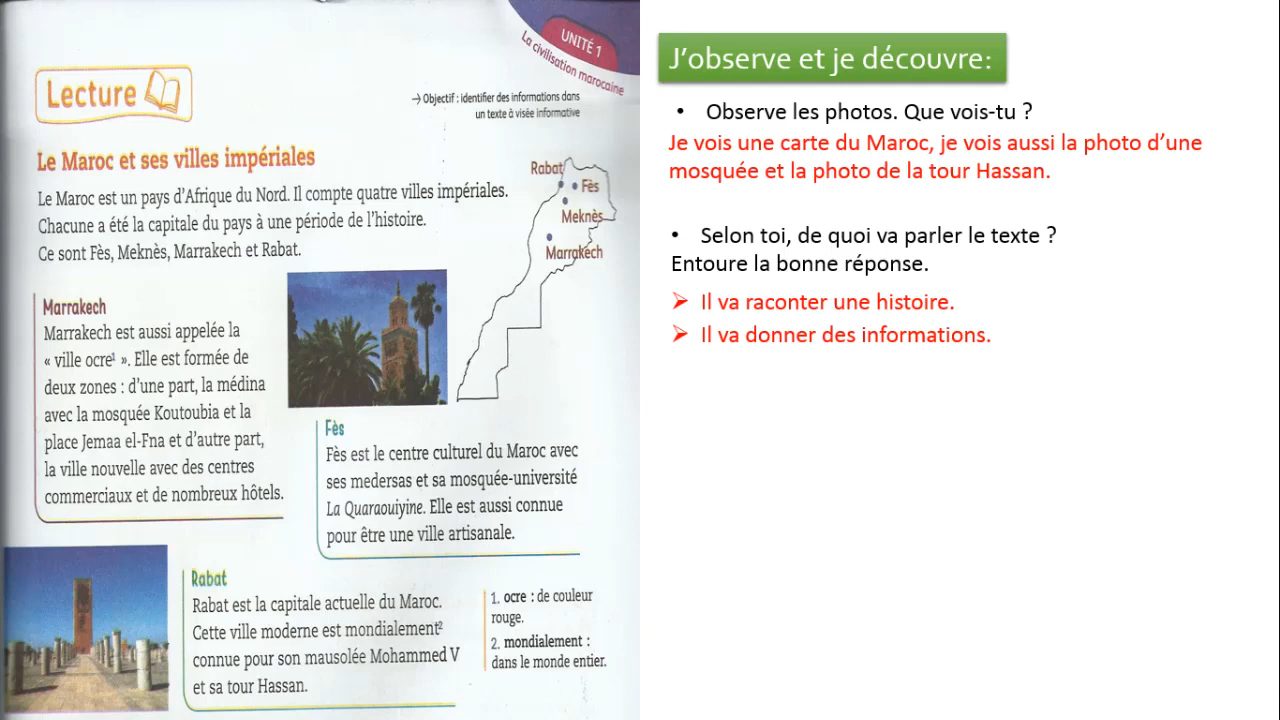 UNITÉ 1
La civilisation marocaine
Lecture
→ Objectif : identifier des informations dans
un texte à visée informative
Le Maroc et ses villes impériales
Le Maroc est un pays d'Afrique du Nord. Il compte quatre villes impériales.
Chacune a été la capitale du pays à une période de l'histoire.
Ce sont Fès, Meknès, Marrakech et Rabat.
Rabat
Fès
Meknès
Marrakech
Marrakech
Marrakech est aussi appelée la
« ville ocre¹ ». Elle est formée de
deux zones : d'une part, la médina
avec la mosquée Koutoubia et la
place Jemaa el-Fna et d'autre part,
la ville nouvelle avec des centres
commerciaux et de nombreux hôtels.
Fès
Fès est le centre culturel du Maroc avec
ses medersas et sa mosquée-université
La Quaraouiyine. Elle est aussi connue
pour être une ville artisanale.
Rabat
Rabat est la capitale actuelle du Maroc.
Cette ville moderne est mondialement²
connue pour son mausolée Mohammed V
et sa tour Hassan.
1. ocre : de couleur
rouge.
2. mondialement :
dans le monde entier.
J'observe et je découvre:
• Observe les photos. Que vois-tu ?
Je vois une carte du Maroc, je vois aussi la photo d'une
mosquée et la photo de la tour Hassan.
• Selon toi, de quoi va parler le texte ?
Entoure la bonne réponse.
➢ Il va raconter une histoire.
➢ Il va donner des informations.